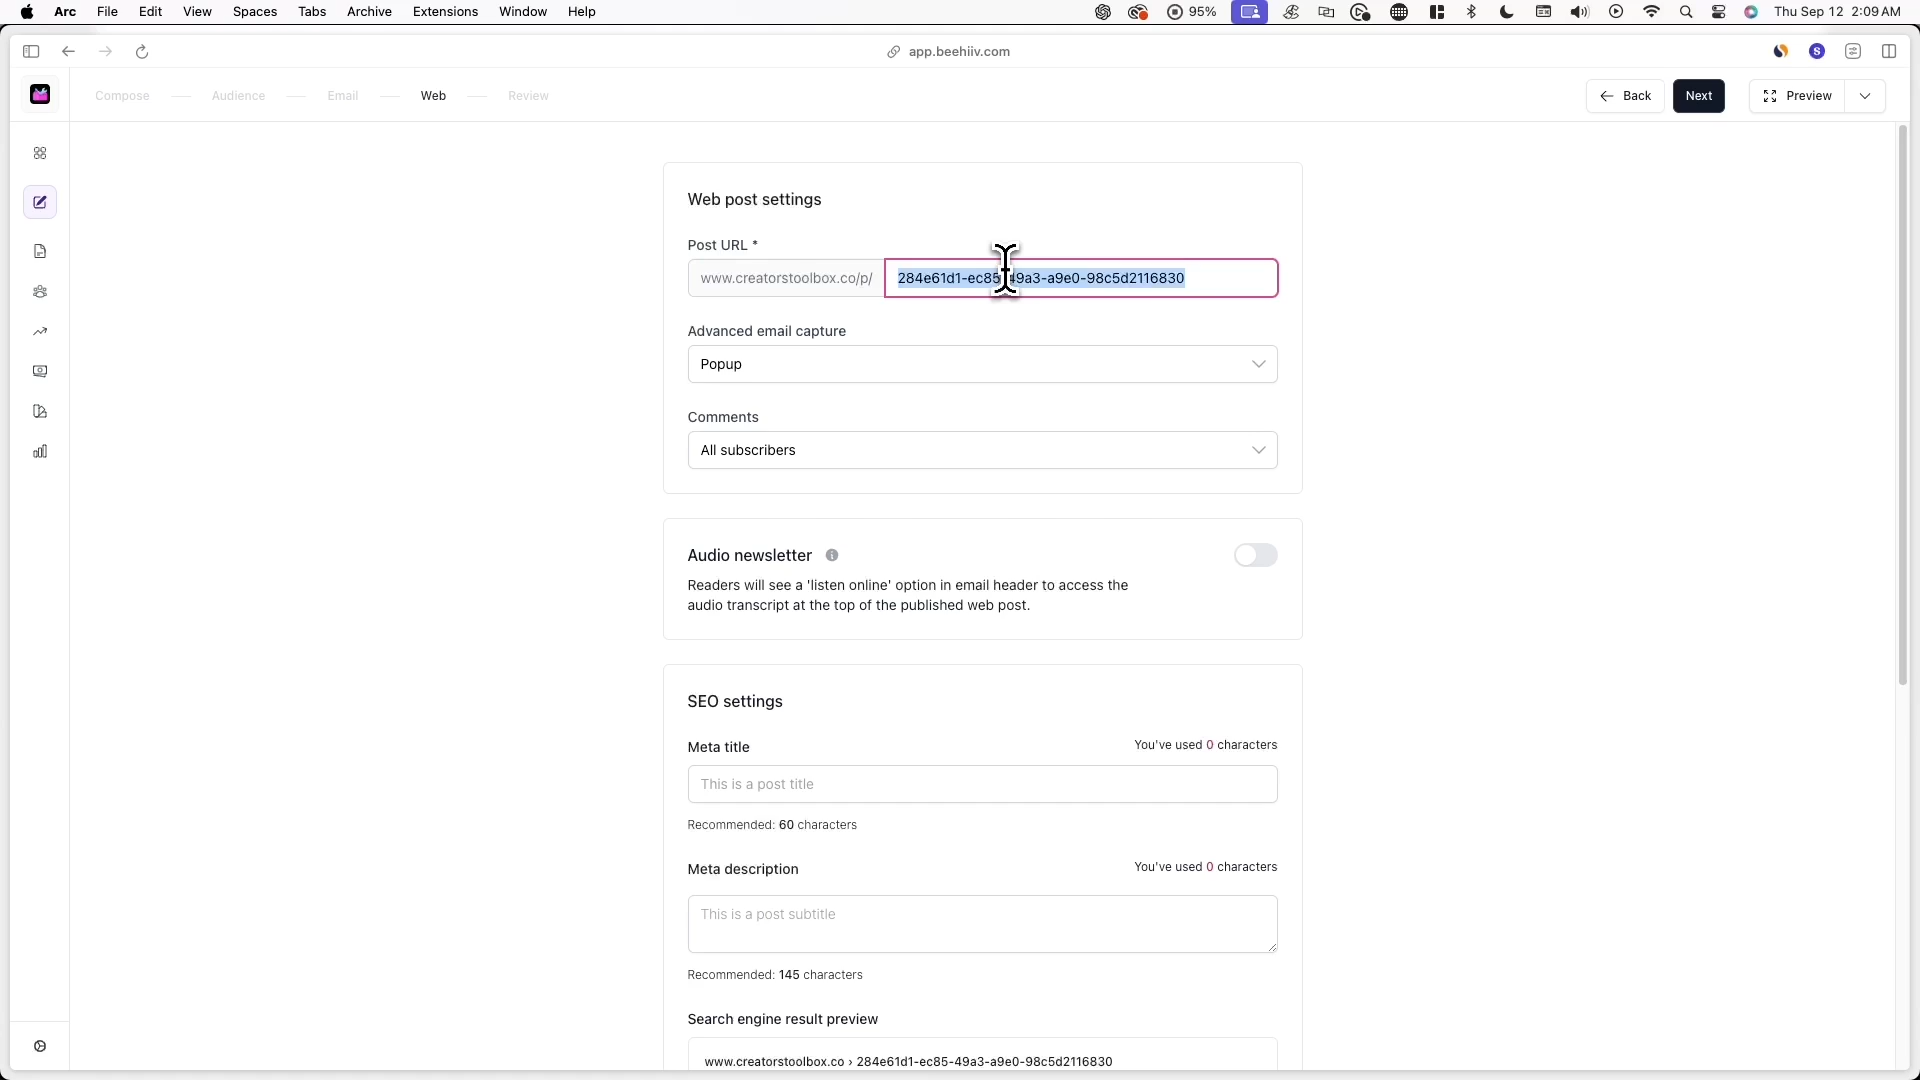 Arc File Edit View Spaces Tabs Archive Extensions Window Help 95% Thu Sep 12 2:09 AM
app.beehiiv.com S
Compose Audience Email Web Review Back Next Preview
Web post settings
Post URL *
www.creatorstoolbox.co/p/ 284e61d1-ec85-49a3-a9e0-98c5d2116830
Advanced email capture
Popup
Comments
All subscribers
Audio newsletter
Readers will see a 'listen online' option in email header to access the
audio transcript at the top of the published web post.
SEO settings
Meta title You've used 0 characters
This is a post title
Recommended: 60 characters
Meta description You've used 0 characters
This is a post subtitle
Recommended: 145 characters
Search engine result preview
www.creatorstoolbox.co › 284e61d1-ec85-49a3-a9e0-98c5d2116830